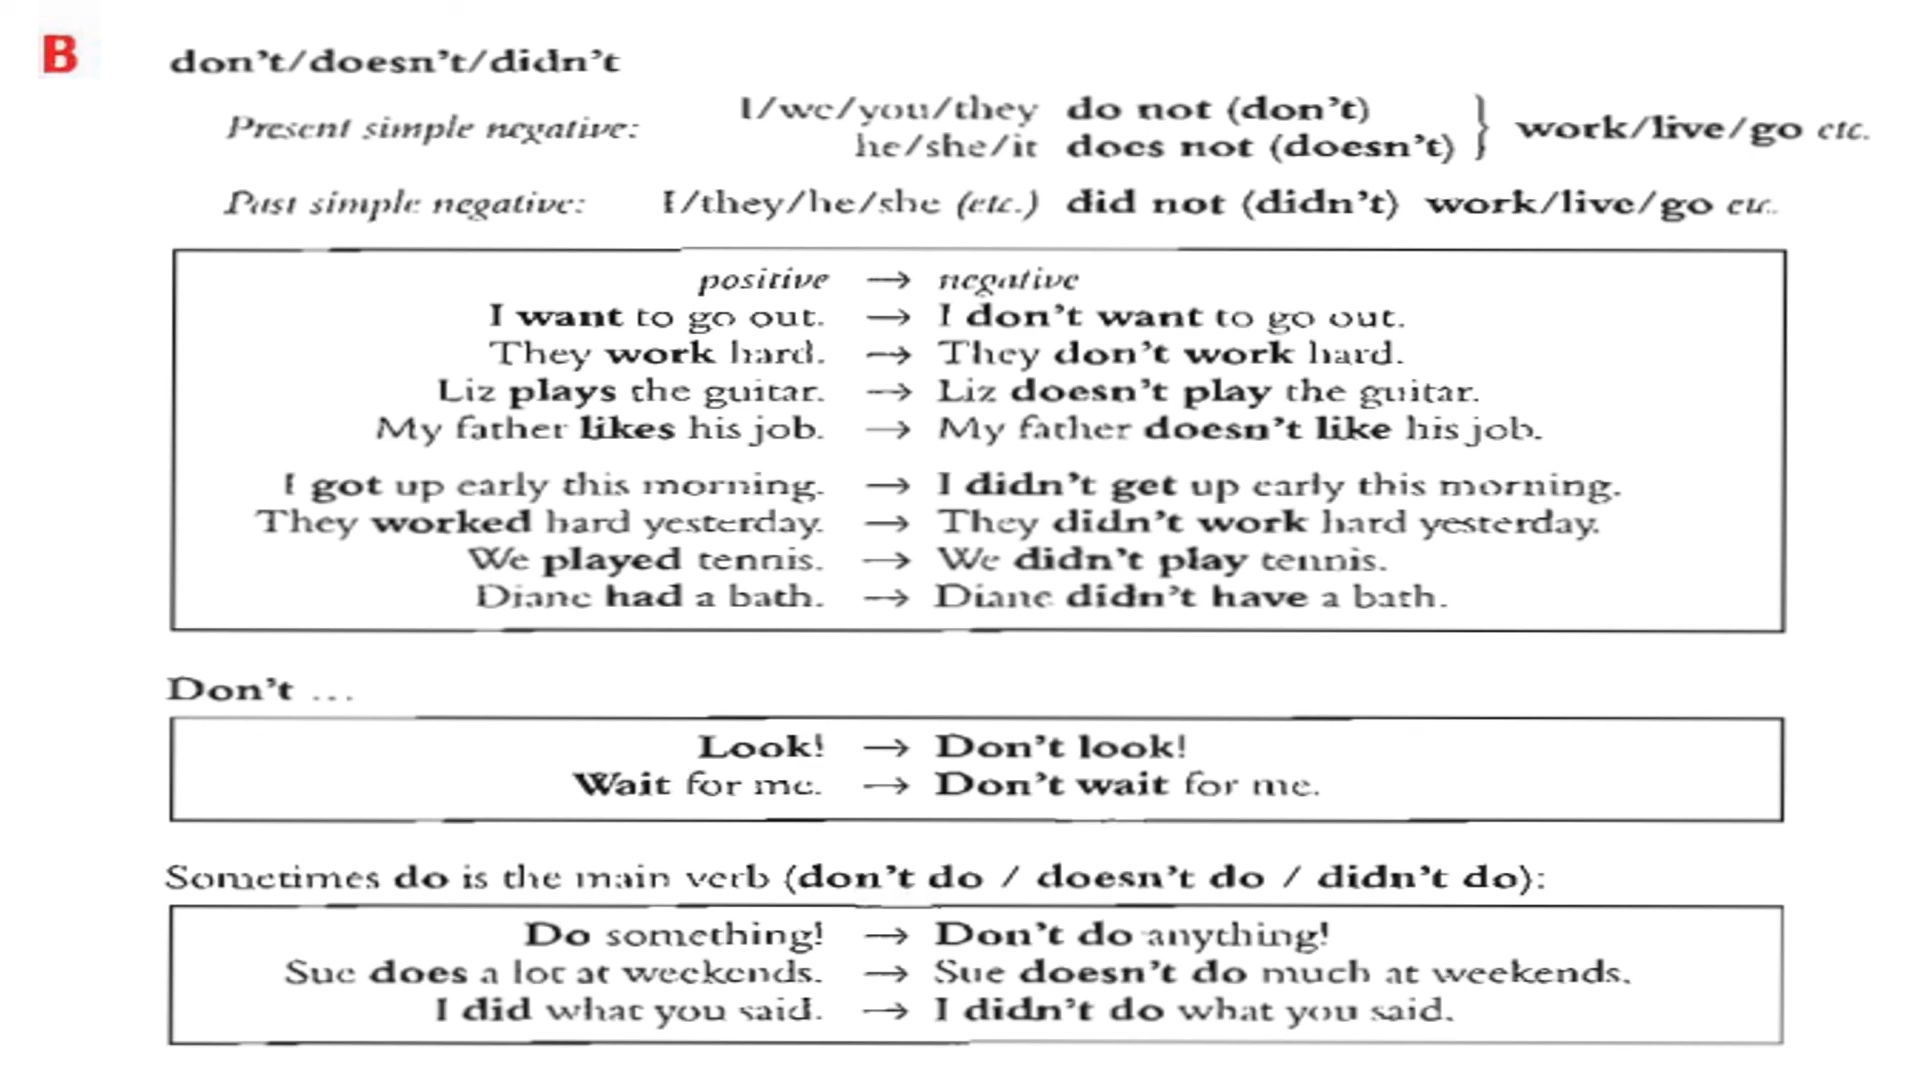 B don't/doesn't/didn't
Present simple negative: I/we/you/they do not (don't)
he/she/it does not (doesn't) } work/live/go etc.
Past simple negative: I/they/he/she (etc.) did not (didn't) work/live/go etc.
positive → negative
I want to go out. → I don't want to go out.
They work hard. → They don't work hard.
Liz plays the guitar. → Liz doesn't play the guitar.
My father likes his job. → My father doesn't like his job.
I got up early this morning. → I didn't get up early this morning.
They worked hard yesterday. → They didn't work hard yesterday.
We played tennis. → We didn't play tennis.
Diane had a bath. → Diane didn't have a bath.
Don't ...
Look! → Don't look!
Wait for me. → Don't wait for me.
Sometimes do is the main verb (don't do / doesn't do / didn't do):
Do something! → Don't do anything!
Sue does a lot at weekends. → Sue doesn't do much at weekends.
I did what you said. → I didn't do what you said.